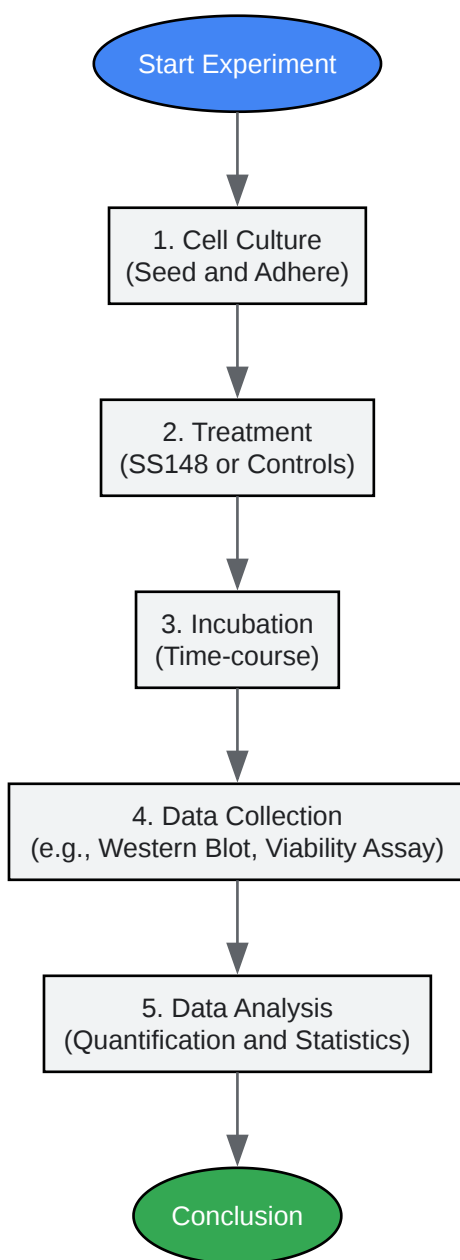 Start Experiment
1. Cell Culture
(Seed and Adhere)
2. Treatment
(SS148 or Controls)
3. Incubation
(Time-course)
4. Data Collection
(e.g., Western Blot, Viability Assay)
5. Data Analysis
(Quantification and Statistics)
Conclusion